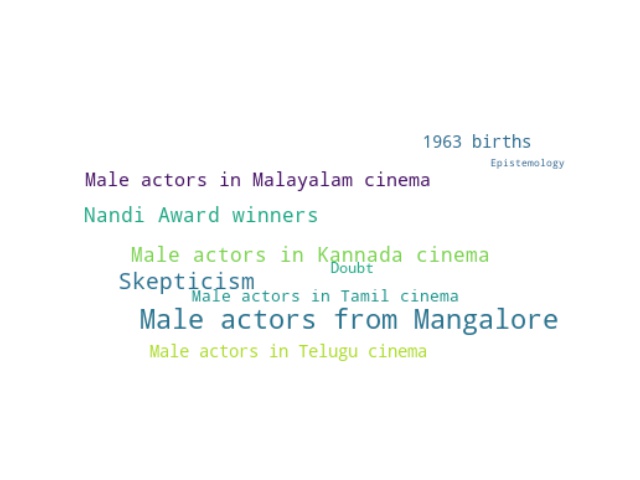 1963 births
Epistemology
Male actors in Malayalam cinema
Nandi Award winners
Male actors in Kannada cinema
Doubt
Skepticism
Male actors in Tamil cinema
Male actors from Mangalore
Male actors in Telugu cinema